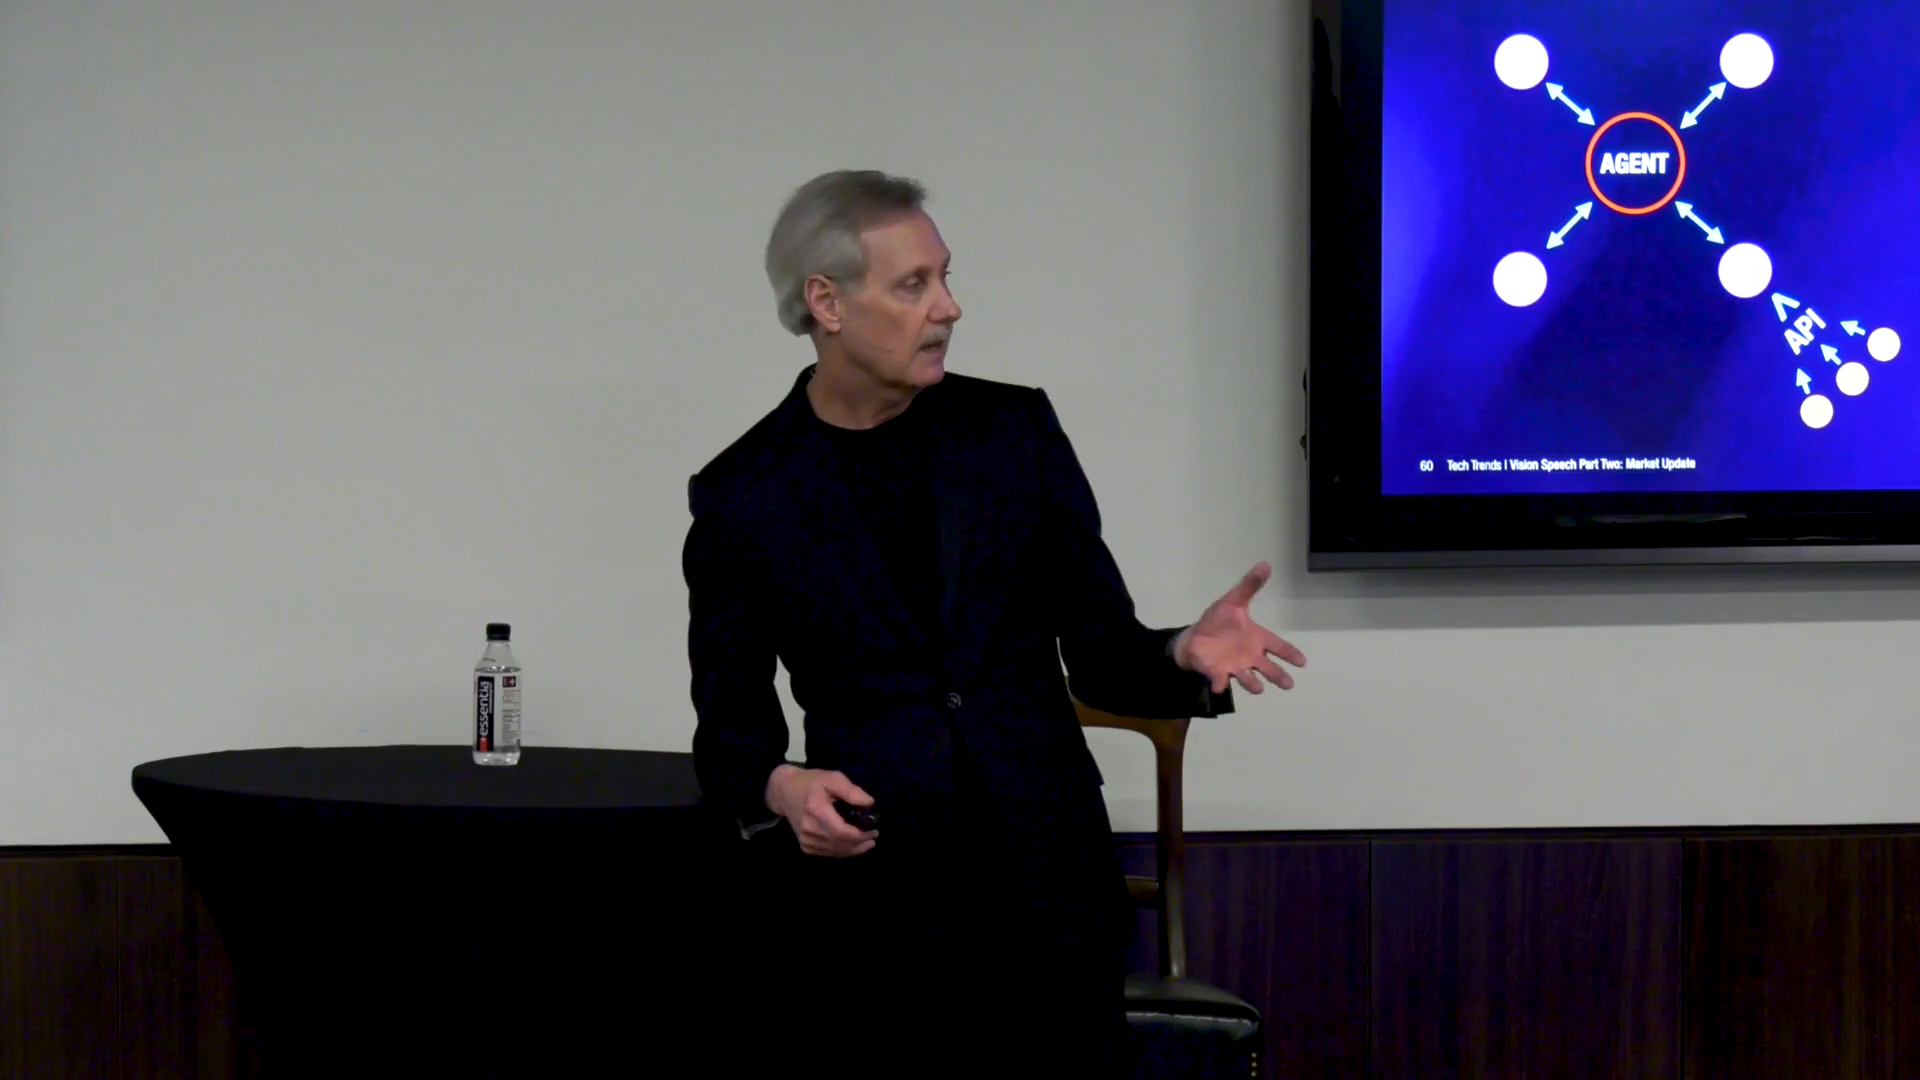 AGENT
API
60 Tech Trends | Vision Speech Part Two: Market Update
essentia